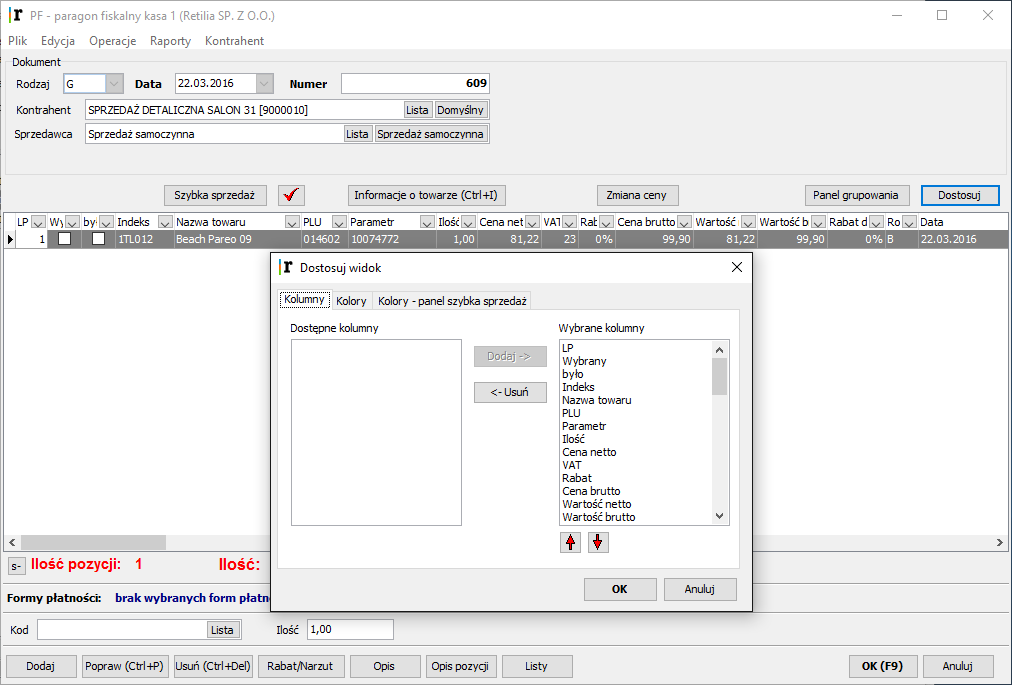 PF - paragon fiskalny kasa 1 (Retilia SP. Z O.O.)
Plik Edycja Operacje Raporty Kontrahent
Dokument
Rodzaj G Data 22.03.2016 Numer 609
Kontrahent SPRZEDAŻ DETALICZNA SALON 31 [9000010] Lista Domyślny
Sprzedawca Sprzedaż samoczynna Lista Sprzedaż samoczynna
Szybka sprzedaż Informacje o towarze (Ctrl+I) Zmiana ceny Panel grupowania Dostosuj
LP Wy by Indeks Nazwa towaru PLU Parametr Ilość Cena net VAT Rab Cena brutto Wartość Wartość b Rabat d Ro Data
1 1TL012 Beach Pareo 09 014602 10074772 1,00 81,22 23 0% 99,90 81,22 99,90 0% B 22.03.2016
Dostosuj widok
Kolumny Kolory Kolory - panel szybka sprzedaż
Dostępne kolumny
Dodaj ->
<- Usuń
Wybrane kolumny
LP
Wybrany
było
Indeks
Nazwa towaru
PLU
Parametr
Ilość
Cena netto
VAT
Rabat
Cena brutto
Wartość netto
Wartość brutto
OK Anuluj
s- Ilość pozycji: 1 Ilość:
Formy płatności: brak wybranych form płatn
Kod Lista Ilość 1,00
Dodaj Popraw (Ctrl+P) Usuń (Ctrl+Del) Rabat/Narzut Opis Opis pozycji Listy OK (F9) Anuluj